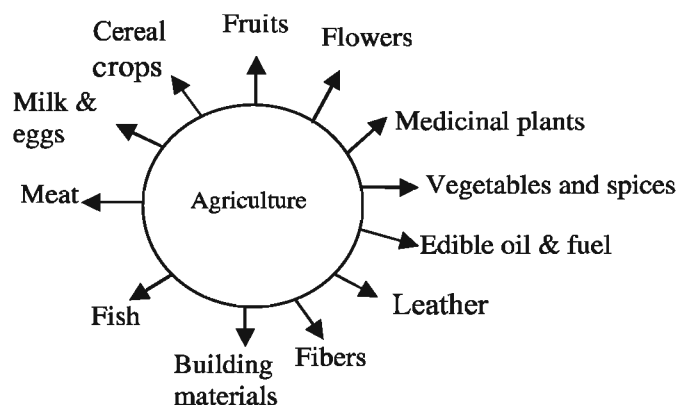 Fruits
Flowers
Cereal
crops
Milk &
eggs
Medicinal plants
Meat
Agriculture
Vegetables and spices
Edible oil & fuel
Leather
Fish
Fibers
Building
materials